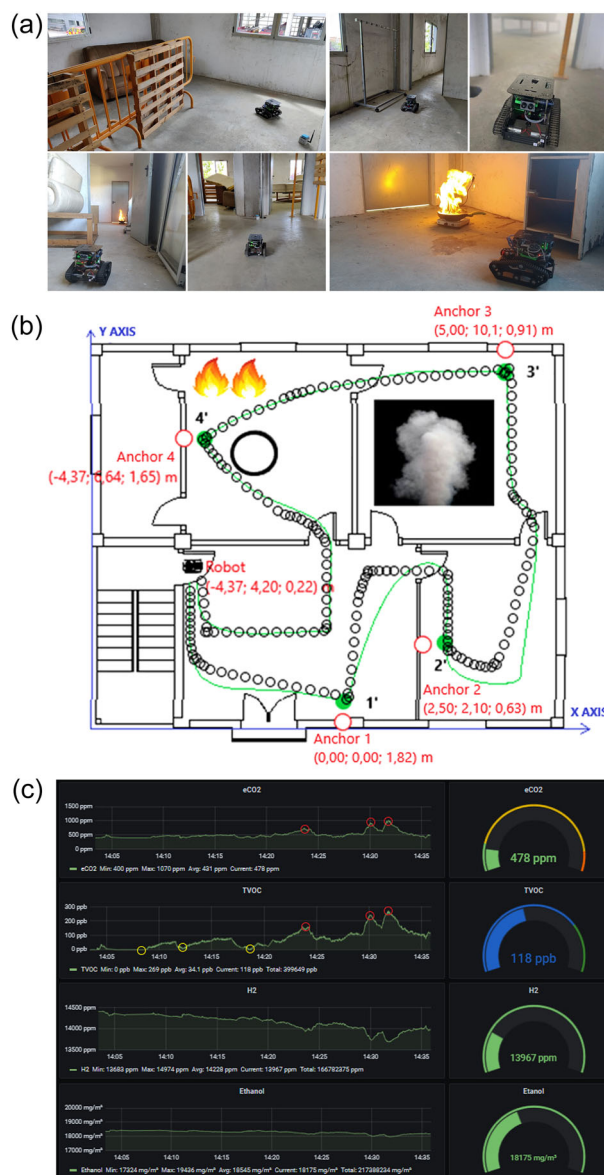 (a)
(b)
Anchor 3
(5,00; 10,1; 0,91) m
Y AXIS
3'
4'
Anchor 4
(-4,37; 6,64; 1,65) m
Robot
(-4,37; 4,20; 0,22) m
2'
1'
Anchor 2
(2,50; 2,10; 0,63) m
X AXIS
Anchor 1
(0,00; 0,00; 1,82) m
(c)
eCO2
1500 ppm
1000 ppm
500 ppm
0 ppm
14:05 14:10 14:15 14:20 14:25 14:30 14:35
eCO2 Min: 400 ppm Max: 1070 ppm Avg: 431 ppm Current: 478 ppm
eCO2
478 ppm
TVOC
300 ppb
200 ppb
100 ppb
0 ppb
14:05 14:10 14:15 14:20 14:25 14:30 14:35
TVOC Min: 0 ppb Max: 269 ppb Avg: 34.1 ppb Current: 118 ppb Total: 399649 ppb
TVOC
118 ppb
H2
14500 ppm
14000 ppm
13500 ppm
14:05 14:10 14:15 14:20 14:25 14:30 14:35
H2 Min: 13683 ppm Max: 14974 ppm Avg: 14228 ppm Current: 13967 ppm Total: 166782375 ppm
H2
13967 ppm
Ethanol
20000 mg/m³
19000 mg/m³
18000 mg/m³
17000 mg/m³
14:05 14:10 14:15 14:20 14:25 14:30 14:35
Ethanol Min: 17324 mg/m³ Max: 19436 mg/m³ Avg: 18545 mg/m³ Current: 18175 mg/m³ Total: 217388234 mg/m³
Etanol
18175 mg/m³